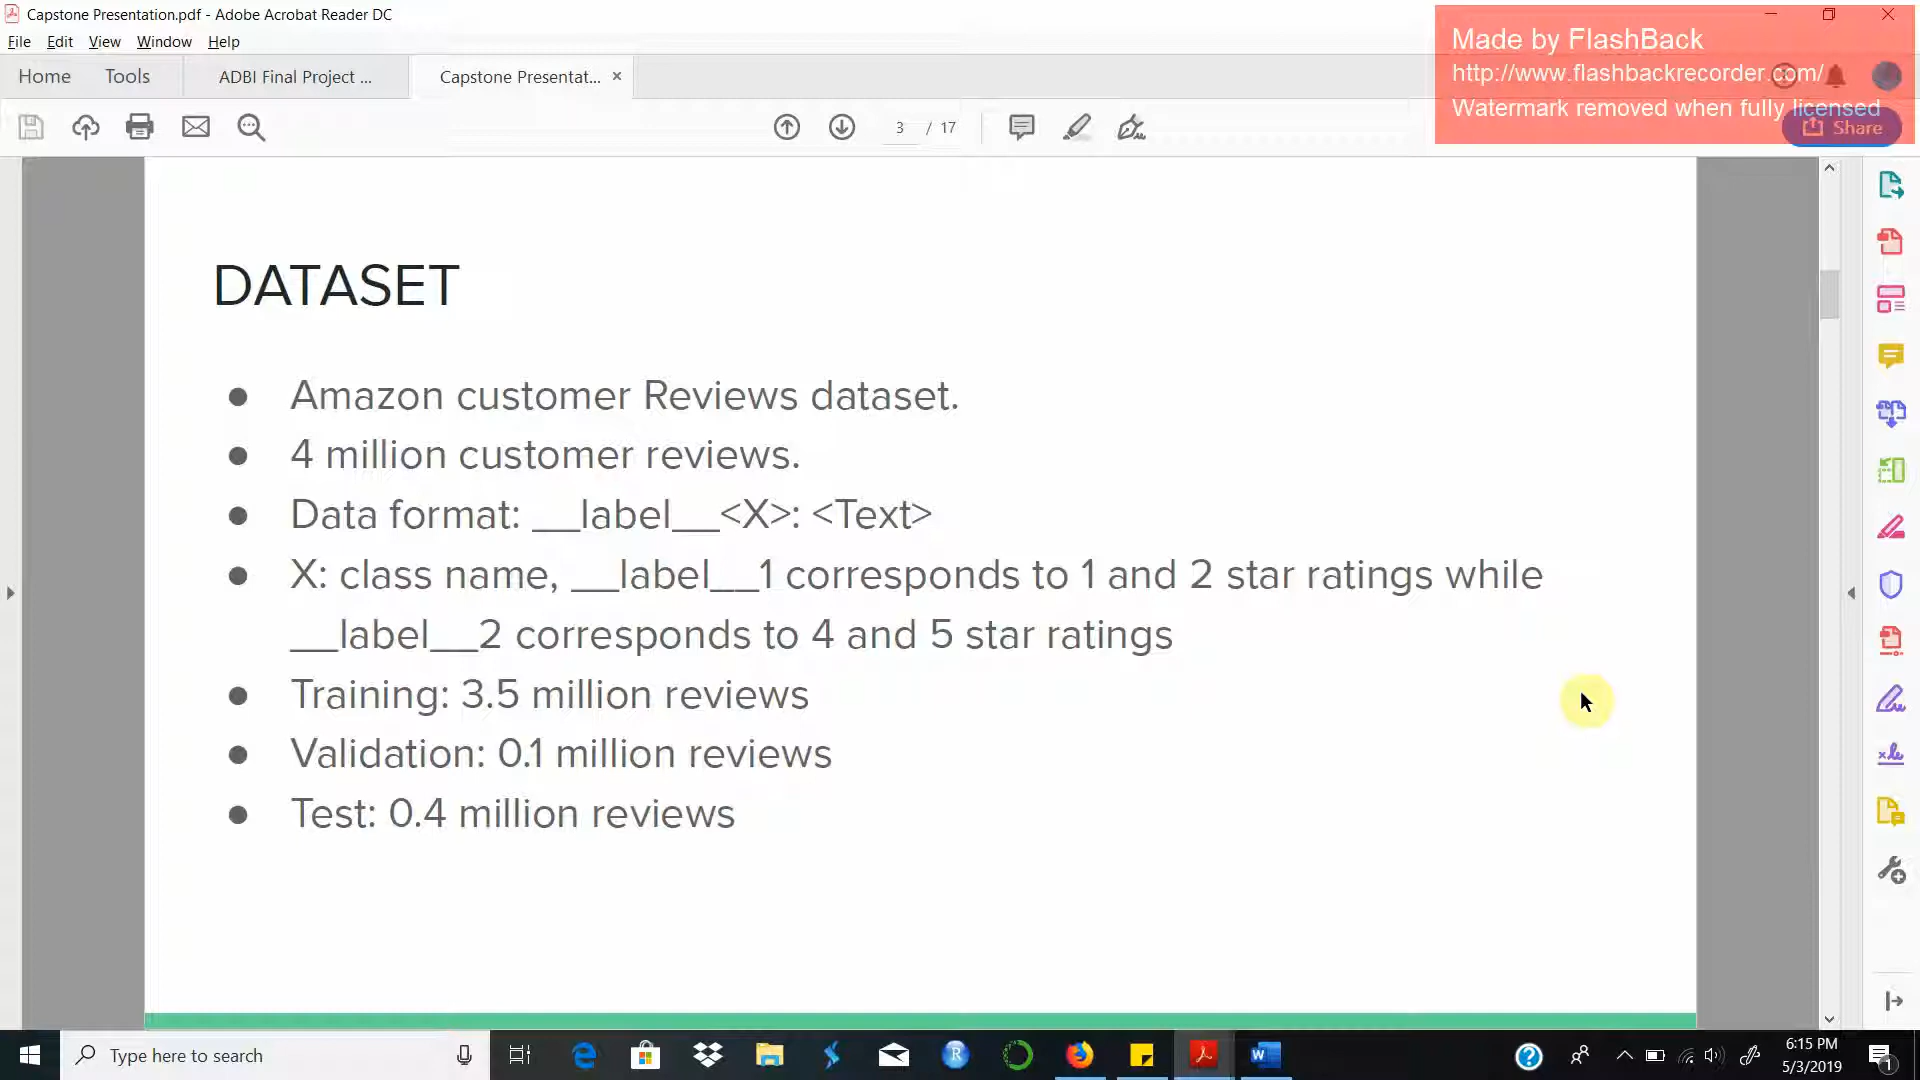 Capstone Presentation.pdf - Adobe Acrobat Reader DC
File Edit View Window Help
Made by FlashBack
http://www.flashbackrecorder.com/
Watermark removed when fully licensed
Home Tools ADBI Final Project ... Capstone Presentat... ×
3 / 17
Share
DATASET
● Amazon customer Reviews dataset.
● 4 million customer reviews.
● Data format: __label__<X>: <Text>
● X: class name, __label__1 corresponds to 1 and 2 star ratings while
__label__2 corresponds to 4 and 5 star ratings
● Training: 3.5 million reviews
● Validation: 0.1 million reviews
● Test: 0.4 million reviews
Type here to search
6:15 PM
5/3/2019
1